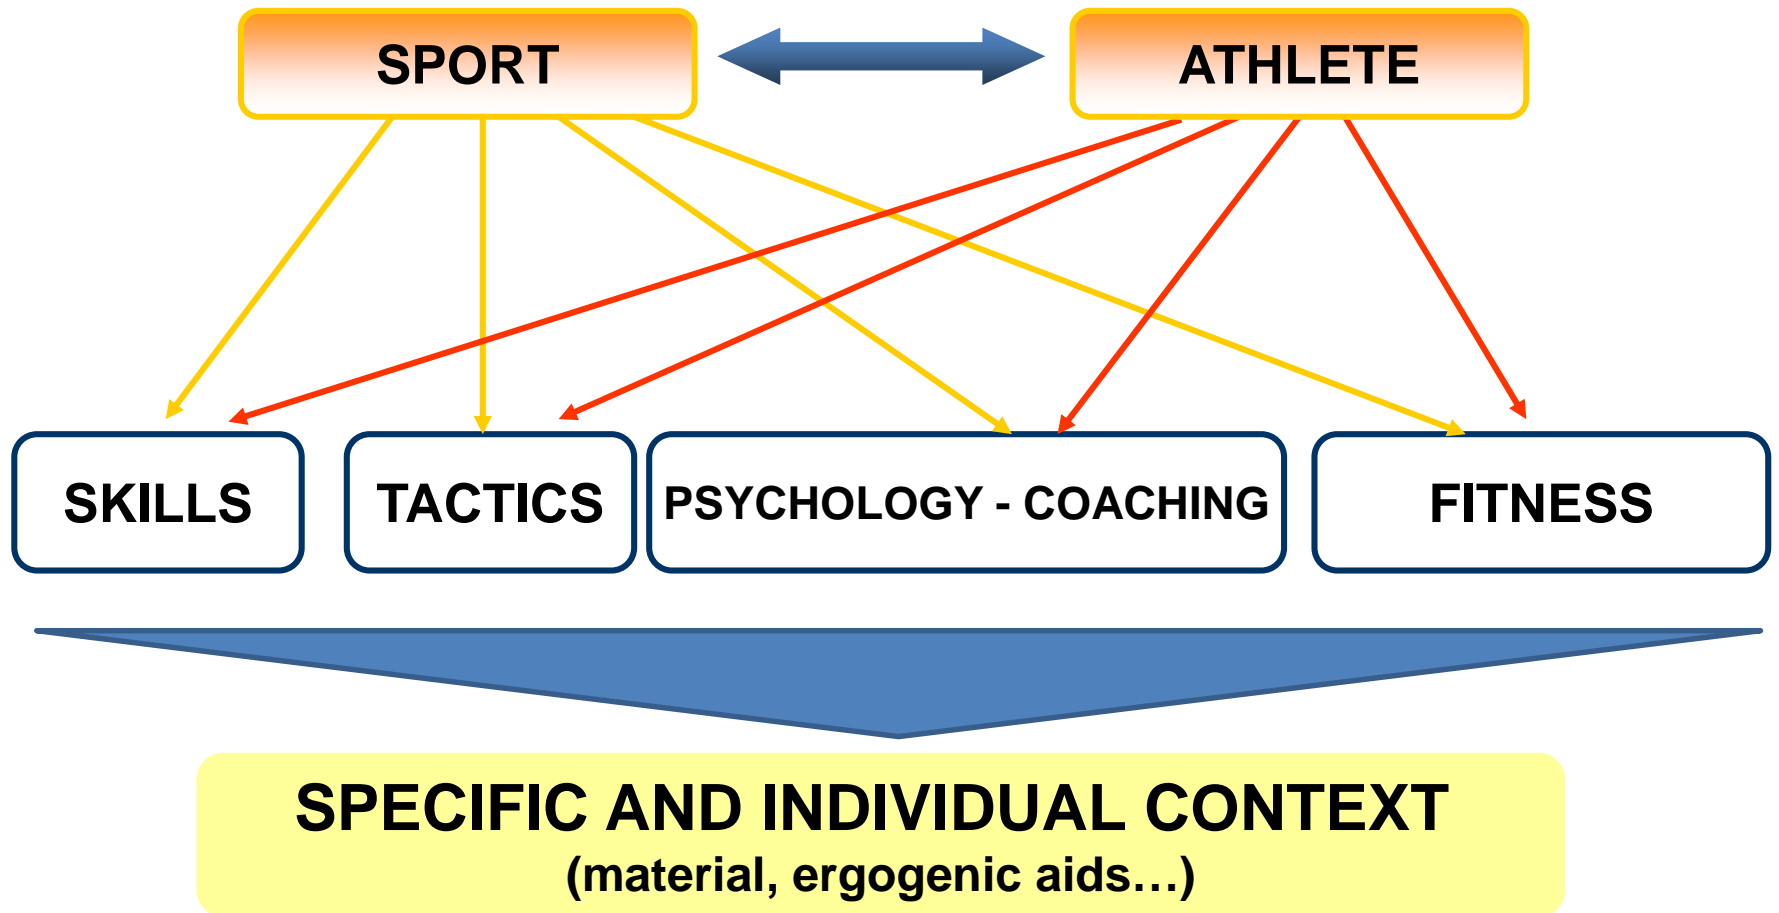 SPORT
ATHLETE
SKILLS
TACTICS
PSYCHOLOGY - COACHING
FITNESS
SPECIFIC AND INDIVIDUAL CONTEXT
(material, ergogenic aids…)